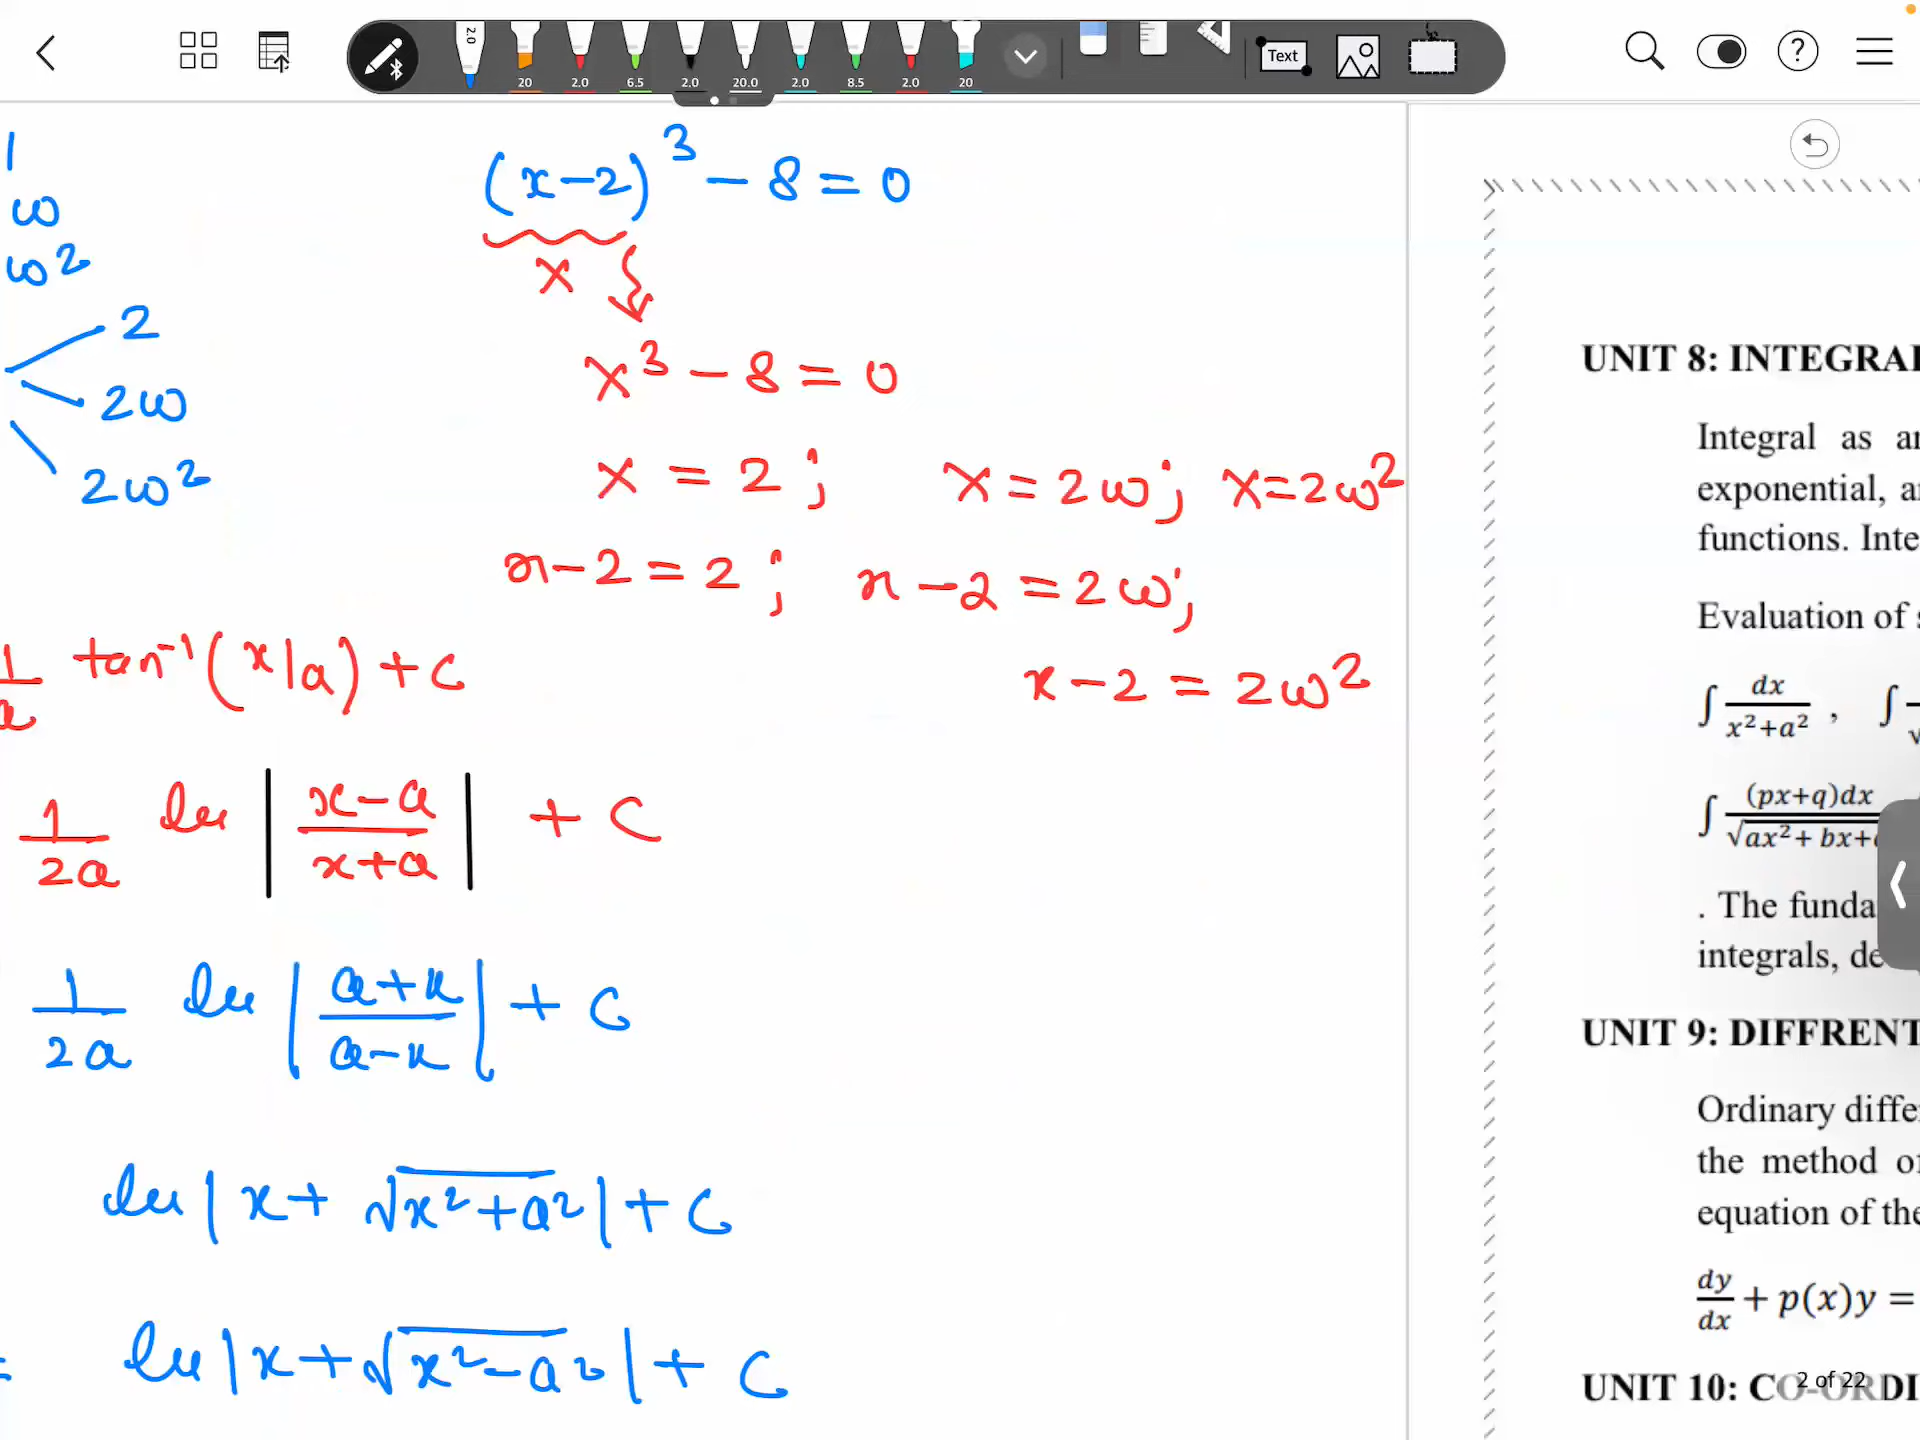 2.0
20 2.0 6.5 2.0 20.0 2.0 8.5 2.0 20
Text
?
1
ω
ω²
2
2ω
2ω²
(x-2)³ - 8 = 0
X
X³ - 8 = 0
X = 2 ; X = 2ω ; X = 2ω²
x-2 = 2 ; x-2 = 2ω ;
x-2 = 2ω²
1/a tan⁻¹(x/a) + c
1/2a ln |x-a/x+a| + c
1/2a ln |a+x/a-x| + c
ln |x + √x²+a²| + c
= ln |x + √x²-a²| + c
UNIT 8: INTEGRAL
Integral as an
exponential, an
functions. Inte
Evaluation of s
∫ dx/x²+a² , ∫
∫ (px+q)dx/√ax²+ bx+c
. The funda
integrals, de
UNIT 9: DIFFRENT
Ordinary diffe
the method of
equation of the
dy/dx + p(x)y =
UNIT 10: CO-ORDI
2 of 22